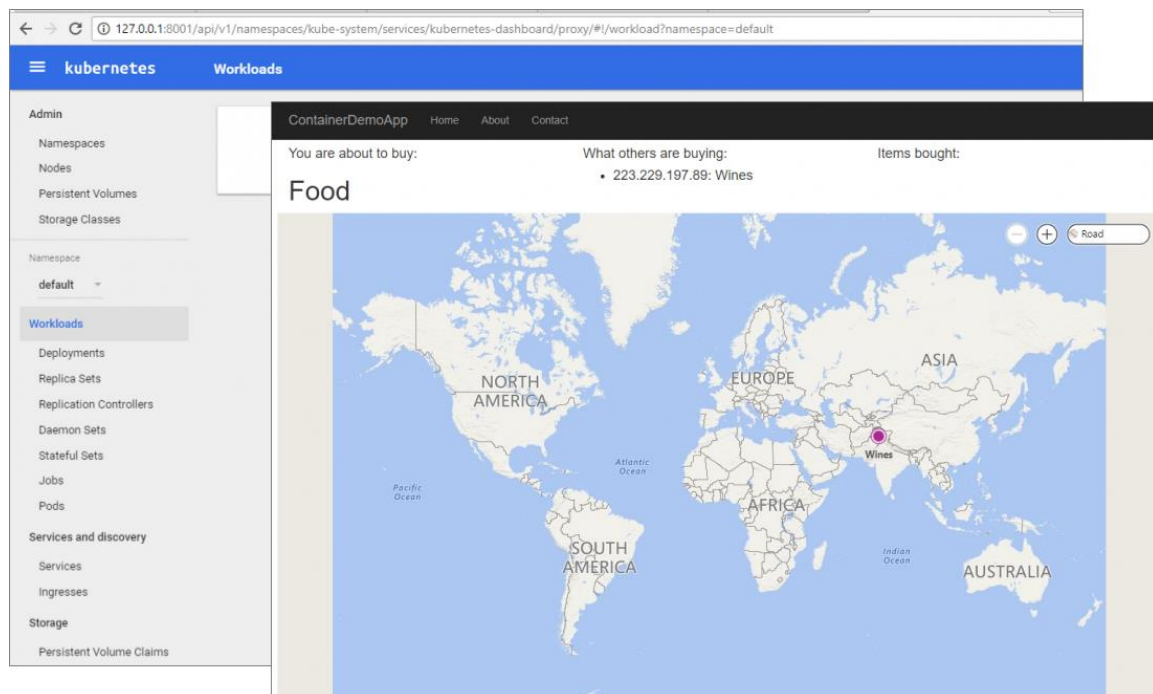 127.0.0.1:8001/api/v1/namespaces/kube-system/services/kubernetes-dashboard/proxy/#!/workload?namespace=default
kubernetes
Workloads
Admin
Namespaces
Nodes
Persistent Volumes
Storage Classes
Namespace
default
Workloads
Deployments
Replica Sets
Replication Controllers
Daemon Sets
Stateful Sets
Jobs
Pods
Services and discovery
Services
Ingresses
Storage
Persistent Volume Claims
ContainerDemoApp Home About Contact
You are about to buy: What others are buying: Items bought:
• 223.229.197.89: Wines
Food
Road
ASIA
EUROPE
NORTH
AMERICA
Wines
Atlantic
Ocean
Pacific
Ocean
AFRICA
SOUTH
AMERICA
Indian
Ocean
AUSTRALIA